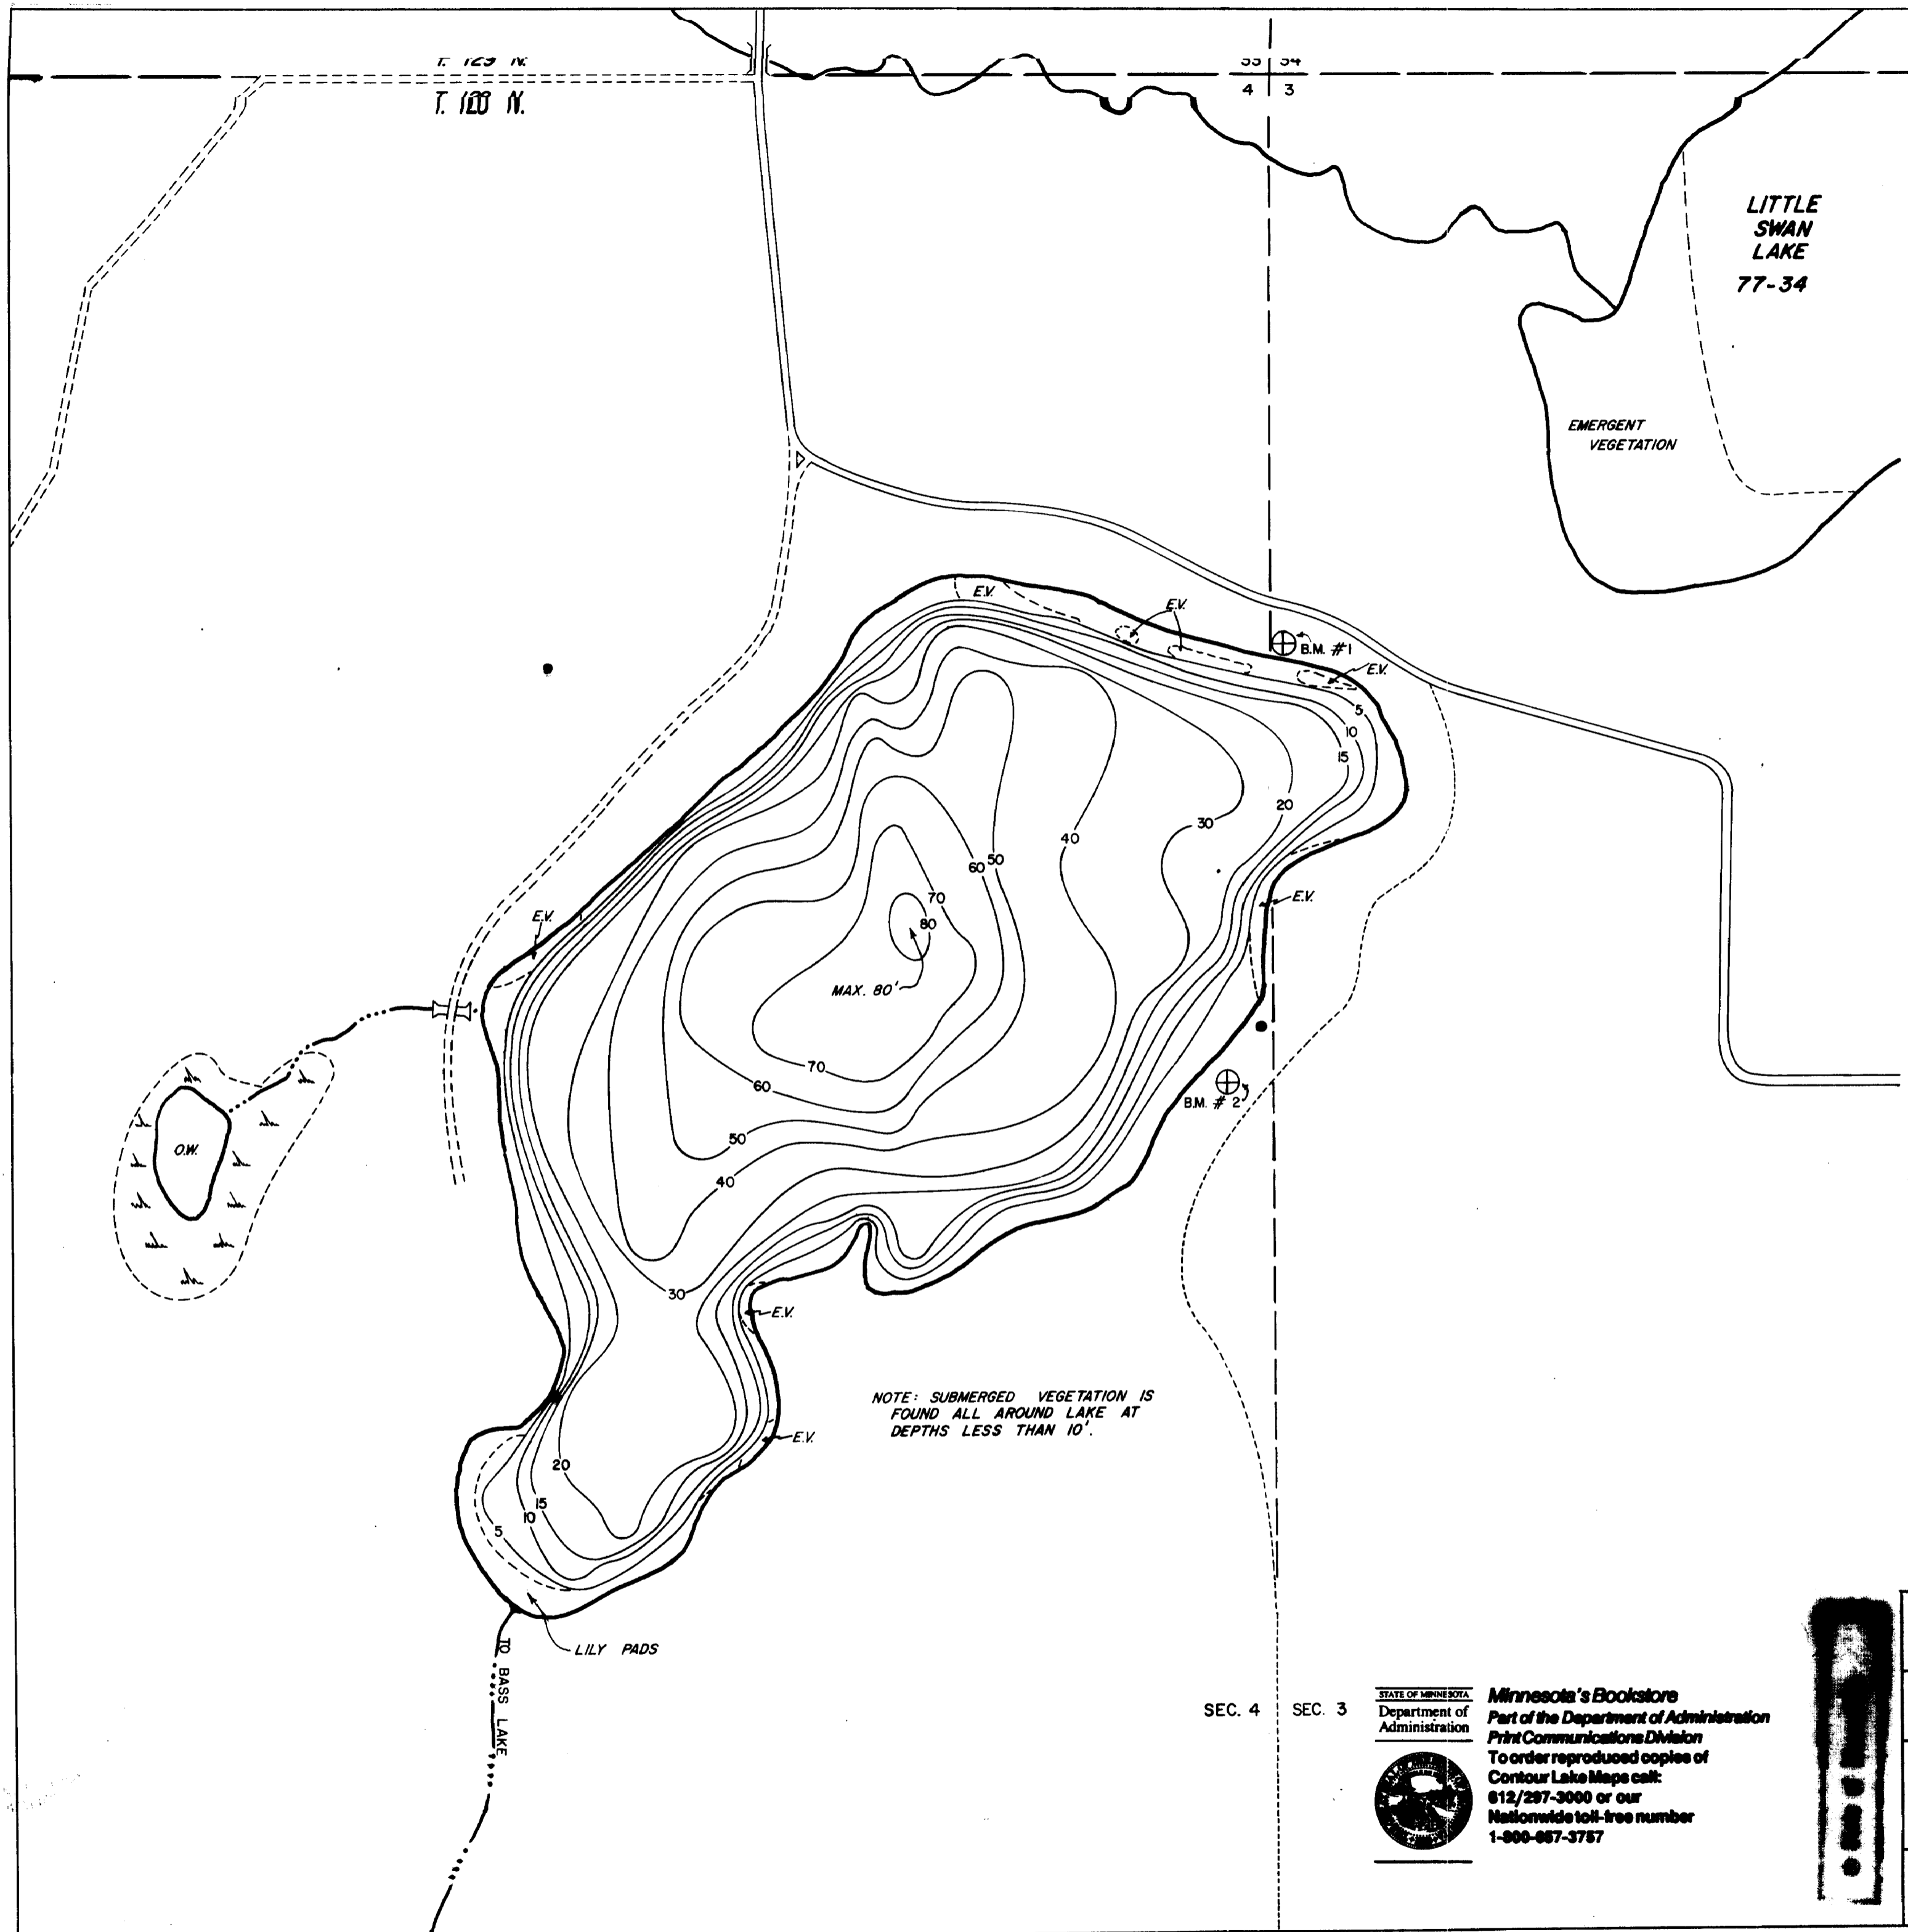 T. 129 N.
T. 128 N.
33 34
4 3
LITTLE
SWAN
LAKE
77-34
EMERGENT
VEGETATION
E.V.
E.V.
B.M. #1
E.V.
5
10
15
20
30
40
50
60
70
80
E.V.
E.V.
MAX. 80'
70
60
B.M. # 2
O.W.
50
40
30
E.V.
NOTE: SUBMERGED VEGETATION IS
FOUND ALL AROUND LAKE AT
DEPTHS LESS THAN 10'.
E.V.
20
15
10
5
LILY PADS
TO BASS LAKE
SEC. 4 SEC. 3
STATE OF MINNESOTA
Department of
Administration
Minnesota's Bookstore
Part of the Department of Administration
Print Communications Division
To order reproduced copies of
Contour Lake Maps call:
612/297-3000 or our
Nationwide toll-free number
1-800-657-3757